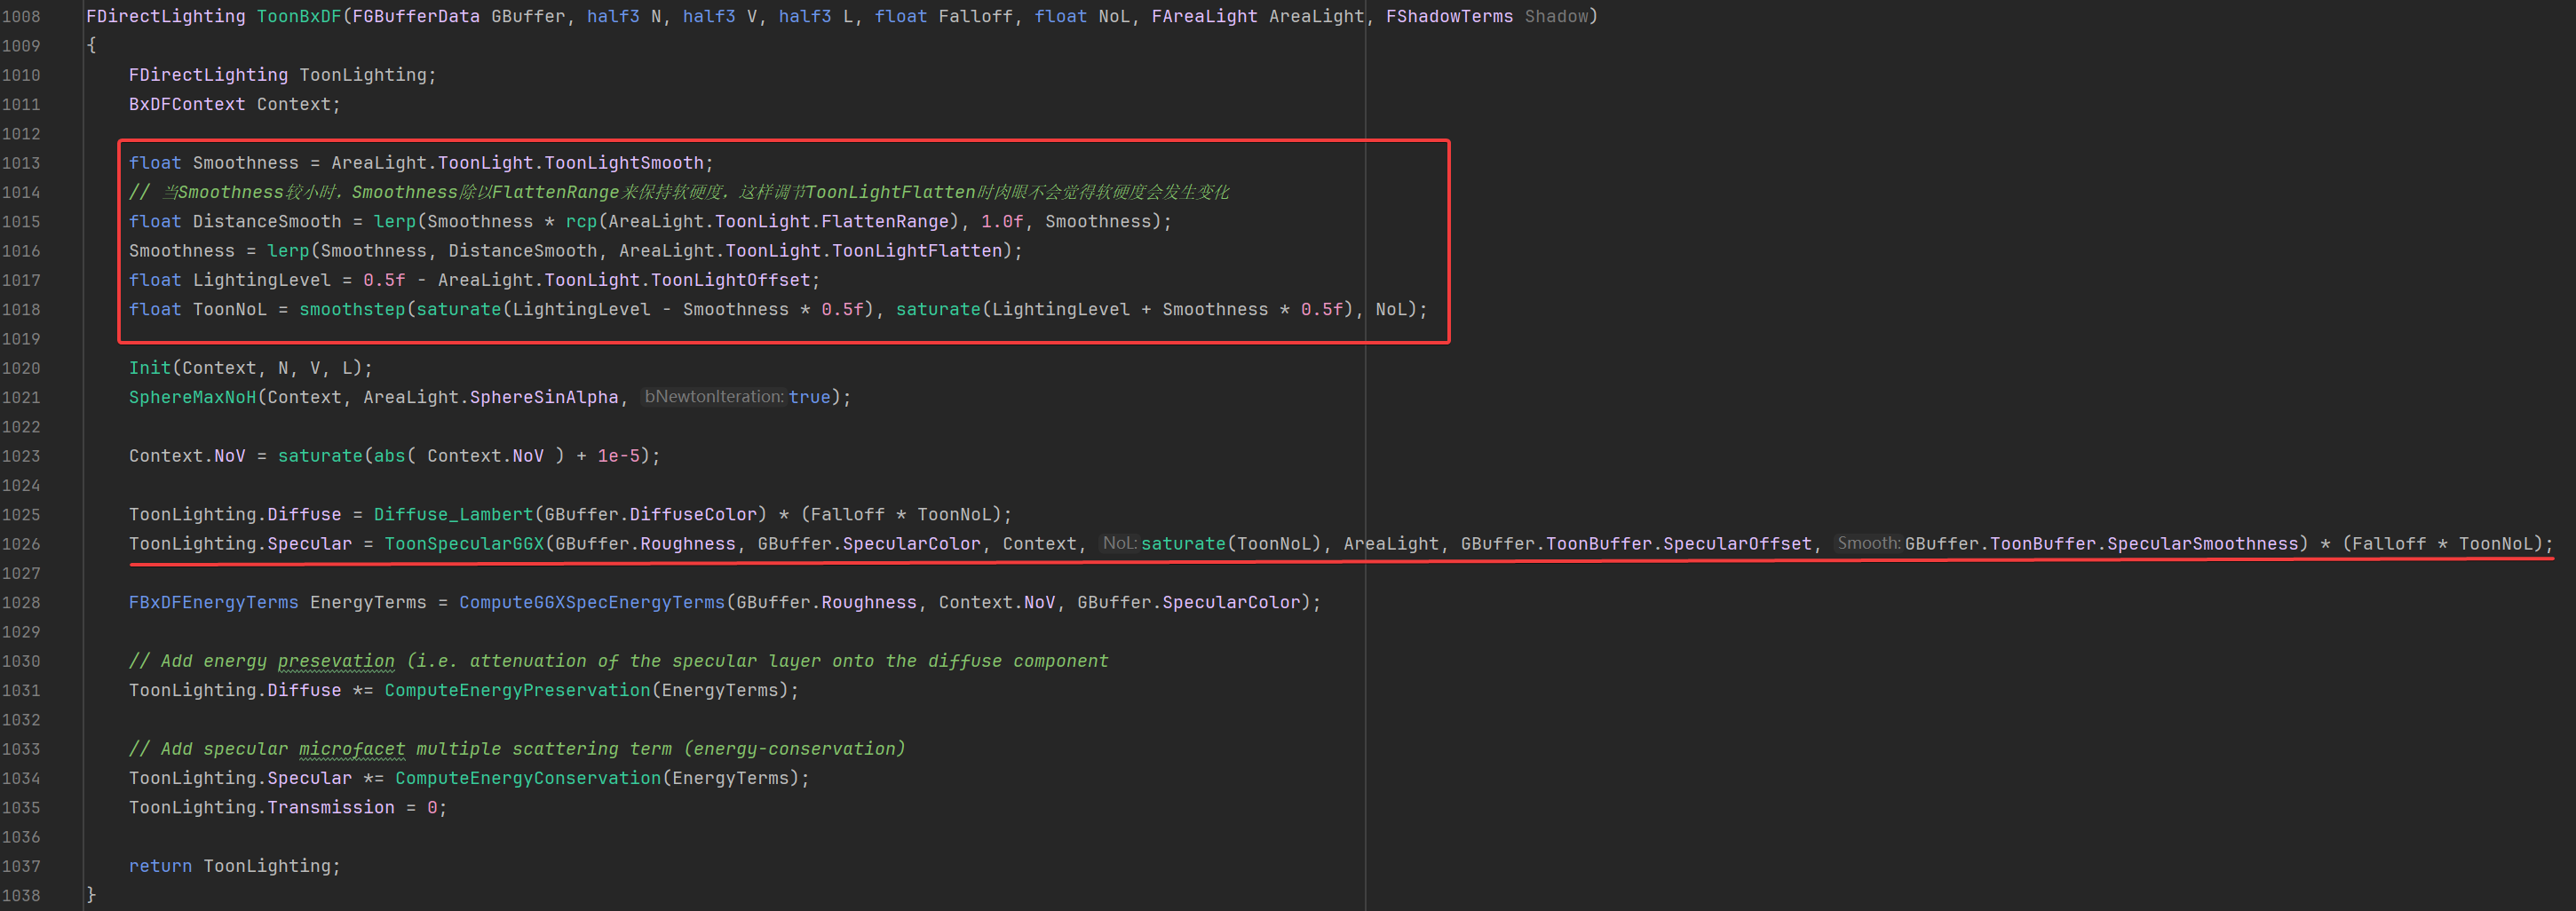 1008 FDirectLighting ToonBxDF(FGBufferData GBuffer, half3 N, half3 V, half3 L, float Falloff, float NoL, FAreaLight AreaLight, FShadowTerms Shadow)
1009 {
1010 FDirectLighting ToonLighting;
1011 BxDFContext Context;
1012
1013 float Smoothness = AreaLight.ToonLight.ToonLightSmooth;
1014 // 当Smoothness较小时，Smoothness除以FlattenRange来保持软硬度，这样调节ToonLightFlatten时肉眼不会觉得软硬度会发生变化
1015 float DistanceSmooth = lerp(Smoothness * rcp(AreaLight.ToonLight.FlattenRange), 1.0f, Smoothness);
1016 Smoothness = lerp(Smoothness, DistanceSmooth, AreaLight.ToonLight.ToonLightFlatten);
1017 float LightingLevel = 0.5f - AreaLight.ToonLight.ToonLightOffset;
1018 float ToonNoL = smoothstep(saturate(LightingLevel - Smoothness * 0.5f), saturate(LightingLevel + Smoothness * 0.5f), NoL);
1019
1020 Init(Context, N, V, L);
1021 SphereMaxNoH(Context, AreaLight.SphereSinAlpha, bNewtonIteration: true);
1022
1023 Context.NoV = saturate(abs( Context.NoV ) + 1e-5);
1024
1025 ToonLighting.Diffuse = Diffuse_Lambert(GBuffer.DiffuseColor) * (Falloff * ToonNoL);
1026 ToonLighting.Specular = ToonSpecularGGX(GBuffer.Roughness, GBuffer.SpecularColor, Context, NoL: saturate(ToonNoL), AreaLight, GBuffer.ToonBuffer.SpecularOffset, Smooth: GBuffer.ToonBuffer.SpecularSmoothness) * (Falloff * ToonNoL);
1027
1028 FBxDFEnergyTerms EnergyTerms = ComputeGGXSpecEnergyTerms(GBuffer.Roughness, Context.NoV, GBuffer.SpecularColor);
1029
1030 // Add energy presevation (i.e. attenuation of the specular layer onto the diffuse component
1031 ToonLighting.Diffuse *= ComputeEnergyPreservation(EnergyTerms);
1032
1033 // Add specular microfacet multiple scattering term (energy-conservation)
1034 ToonLighting.Specular *= ComputeEnergyConservation(EnergyTerms);
1035 ToonLighting.Transmission = 0;
1036
1037 return ToonLighting;
1038 }